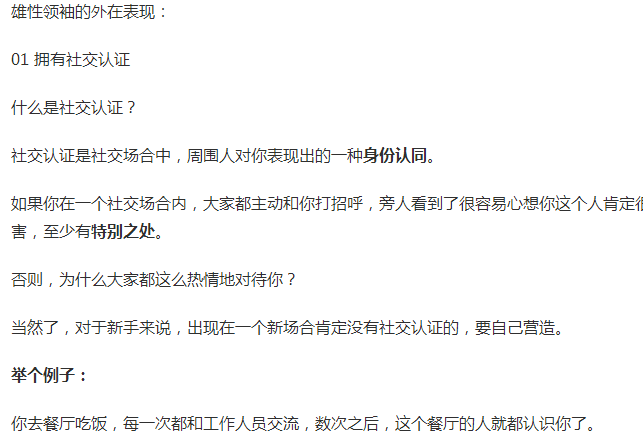 雄性领袖的外在表现：
01 拥有社交认证
什么是社交认证？
社交认证是社交场合中，周围人对你表现出的一种身份认同。
如果你在一个社交场合内，大家都主动和你打招呼，旁人看到了很容易心想你这个人肯定很
害，至少有特别之处。
否则，为什么大家都这么热情地对待你？
当然了，对于新手来说，出现在一个新场合肯定没有社交认证的，要自己营造。
举个例子：
你去餐厅吃饭，每一次都和工作人员交流，数次之后，这个餐厅的人就都认识你了。